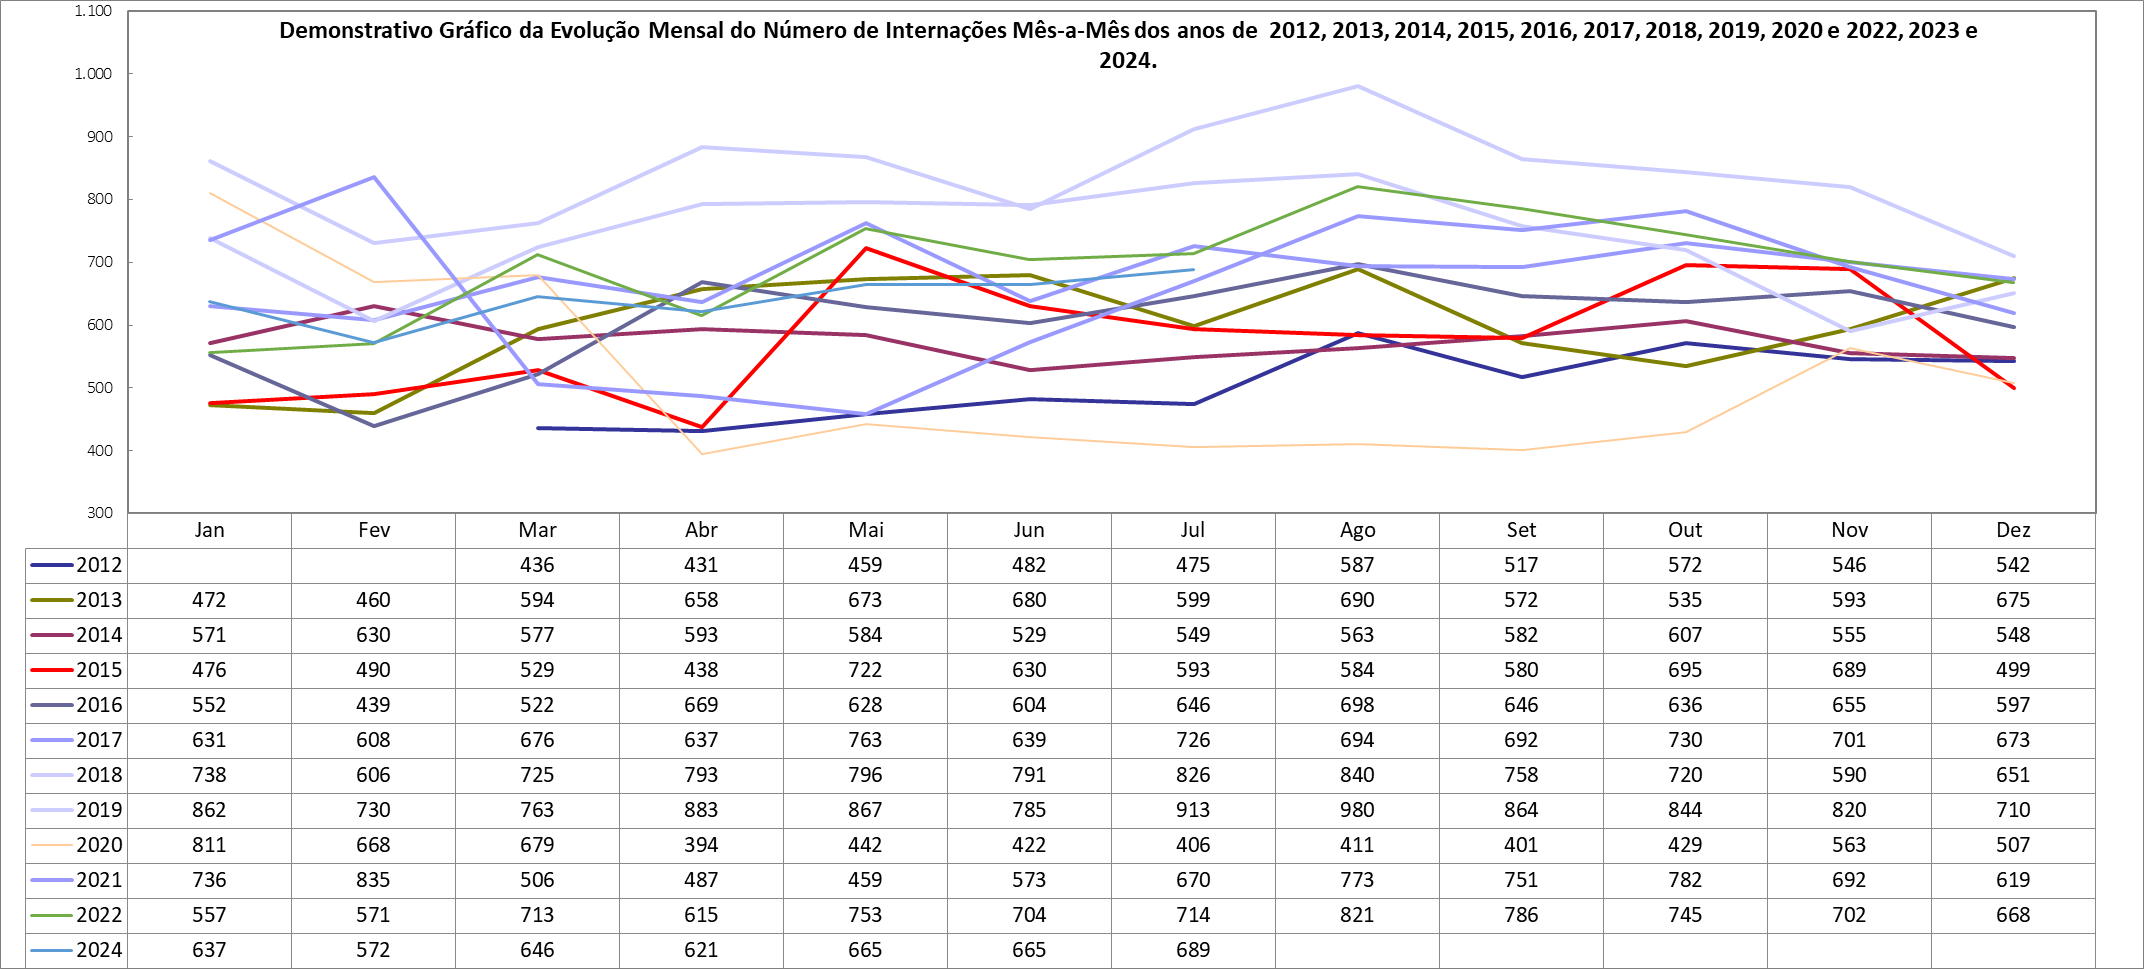 Demonstrativo Gráfico da Evolução Mensal do Número de Internações Mês-a-Mês dos anos de 2012, 2013, 2014, 2015, 2016, 2017, 2018, 2019, 2020 e 2022, 2023 e
2024.
1.100
1.000
900
800
700
600
500
400
300
Jan Fev Mar Abr Mai Jun Jul Ago Set Out Nov Dez
2012 436 431 459 482 475 587 517 572 546 542
2013 472 460 594 658 673 680 599 690 572 535 593 675
2014 571 630 577 593 584 529 549 563 582 607 555 548
2015 476 490 529 438 722 630 593 584 580 695 689 499
2016 552 439 522 669 628 604 646 698 646 636 655 597
2017 631 608 676 637 763 639 726 694 692 730 701 673
2018 738 606 725 793 796 791 826 840 758 720 590 651
2019 862 730 763 883 867 785 913 980 864 844 820 710
2020 811 668 679 394 442 422 406 411 401 429 563 507
2021 736 835 506 487 459 573 670 773 751 782 692 619
2022 557 571 713 615 753 704 714 821 786 745 702 668
2024 637 572 646 621 665 665 689